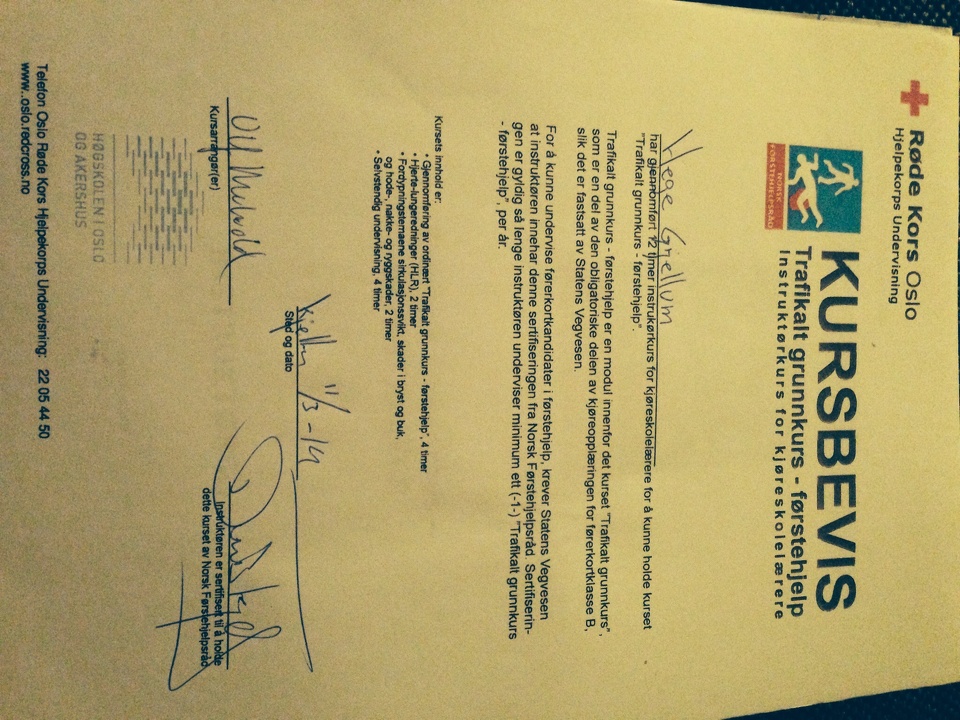 Røde Kors Oslo
Hjelpekorps Undervisning
NORSK
FØRSTEHJELPSRÅD
KURSBEVIS
Trafikalt grunnkurs - førstehjelp
Instruktørkurs for kjøreskolelærere
Hege Gjellum
har gjennomført 12 timer instrukørkurs for kjøreskolelærere for å kunne holde kurset
"Trafikalt grunnkurs - førstehjelp".
Trafikalt grunnkurs - førstehjelp er en modul innenfor det kurset "Trafikalt grunnkurs",
som er en del av den obligatoriske delen av kjøreopplæringen for førerkortklasse B,
slik det er fastsatt av Statens Vegvesen.
For å kunne undervise førerkortkandidater i førstehjelp, krever Statens Vegvesen
at instruktøren innehar denne sertifiseringen fra Norsk Førstehjelpsråd. Sertifiserin-
gen er gyldig så lenge instruktøren underviser minimum ett (-1-) "Trafikalt grunnkurs
- førstehjelp", per år.
Kursets innhold er:
• Gjennomføring av ordinært "Trafikalt grunnkurs - førstehjelp", 4 timer
• Hjerte-lungeredninger (HLR), 2 timer
• Fordypningstemaene sirkulasjonssvikt, skader i bryst og buk,
og hode-, nakke- og ryggskader, 2 timer
• Selvstendig undervisning, 4 timer
11/3-14
Sted og dato
Kursarrangør(er)
Instruktøren er sertifisert til å holde
dette kurset av Norsk Førstehjelpsråd
HØGSKOLEN I OSLO
OG AKERSHUS
Telefon Oslo Røde Kors Hjelpekorps Undervisning: 22 05 44 50
www..oslo.redcross.no